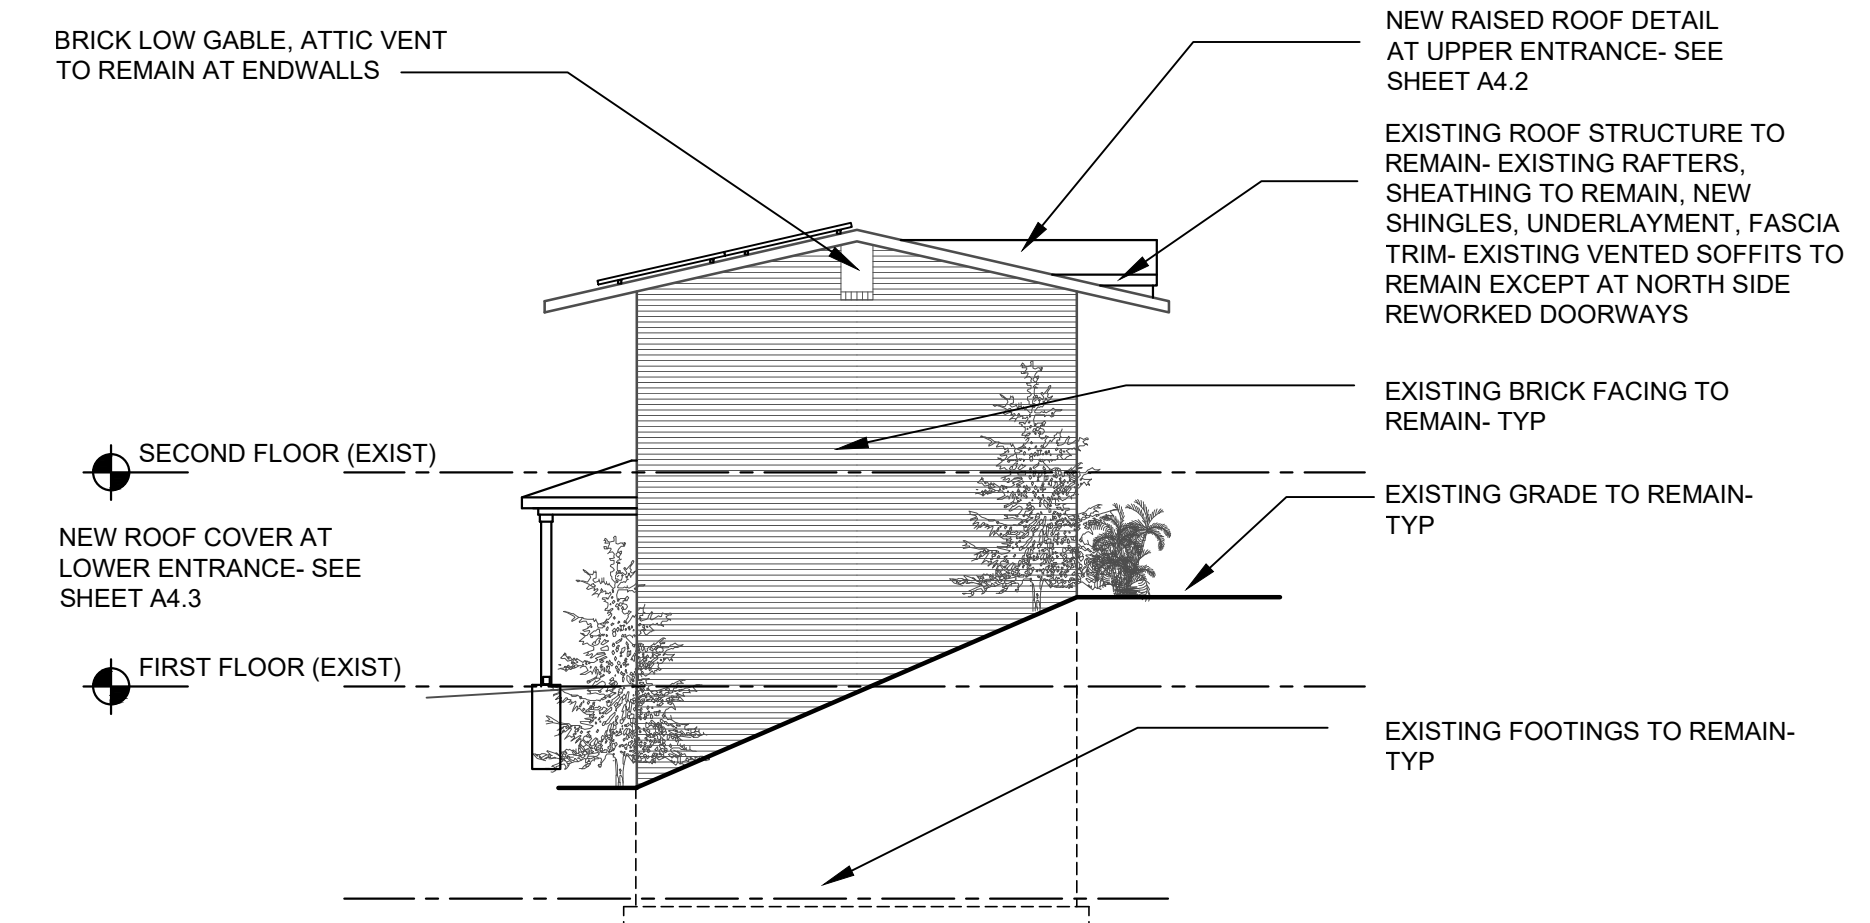 BRICK LOW GABLE, ATTIC VENT
TO REMAIN AT ENDWALLS
NEW RAISED ROOF DETAIL
AT UPPER ENTRANCE- SEE
SHEET A4.2
EXISTING ROOF STRUCTURE TO
REMAIN- EXISTING RAFTERS,
SHEATHING TO REMAIN, NEW
SHINGLES, UNDERLAYMENT, FASCIA
TRIM- EXISTING VENTED SOFFITS TO
REMAIN EXCEPT AT NORTH SIDE
REWORKED DOORWAYS
EXISTING BRICK FACING TO
REMAIN- TYP
SECOND FLOOR (EXIST)
EXISTING GRADE TO REMAIN-
TYP
NEW ROOF COVER AT
LOWER ENTRANCE- SEE
SHEET A4.3
FIRST FLOOR (EXIST)
EXISTING FOOTINGS TO REMAIN-
TYP